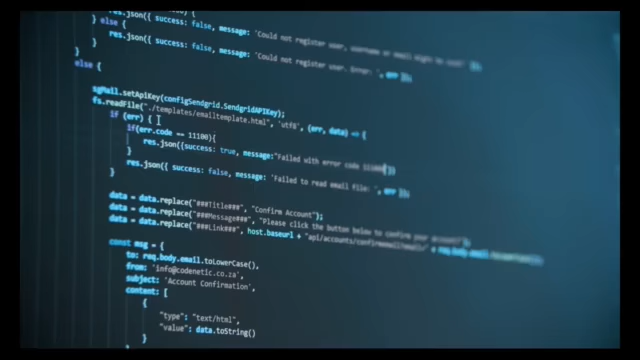 res.json({ success: false, message: 'Could not register user, username or email might be
} else {
res.json({ success: false, message: 'Could not register user. Error: ', err });
}
}
else {
sgMail.setApiKey(configSendgrid.SendgridAPIKey);
fs.readFile("./templates/emailtemplate.html", 'utf8', (err, data) => {
if (err) {
if(err.code == 11100){
res.json({success: true, message:"Failed with error code 11100"})
}
res.json({ success: false, message: 'Failed to read email file: ', err });
}
data = data.replace("###Title###", "Confirm Account");
data = data.replace("###Message###", "Please click the button below to confirm your account");
data = data.replace("###Link###", host.baseurl + "api/accounts/confirmemail/email/" + req.body.email
const msg = {
to: req.body.email.toLowerCase(),
from: 'info@codenetic.co.za',
subject: 'Account Confirmation',
content: [
{
"type": "text/html",
"value": data.toString()
}